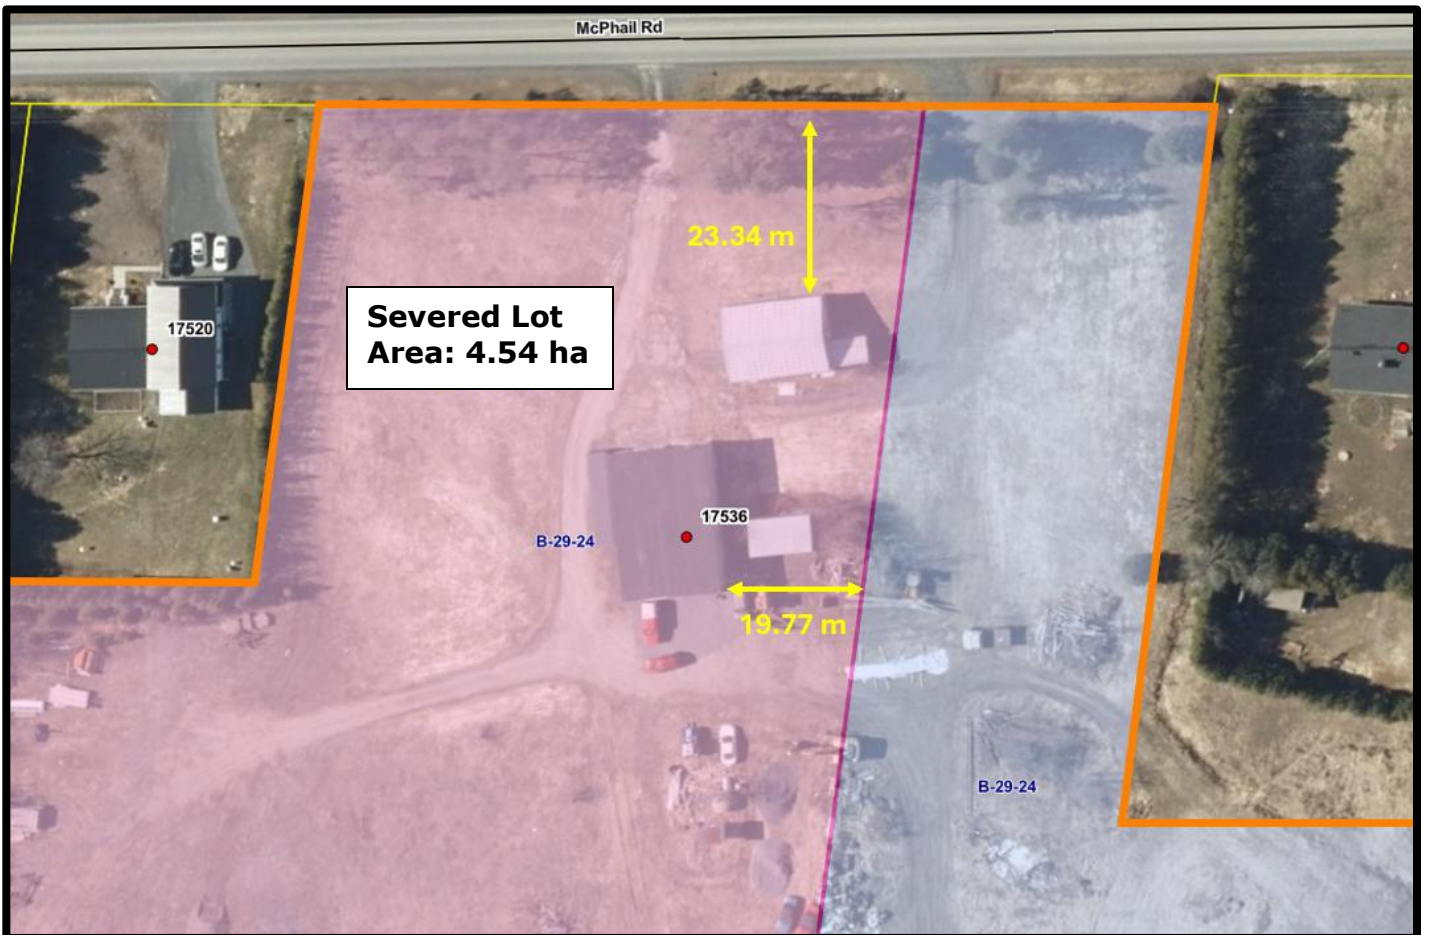 McPhail Rd
23.34 m
Severed Lot
Area: 4.54 ha
17520
17536
B-29-24
19.77 m
B-29-24